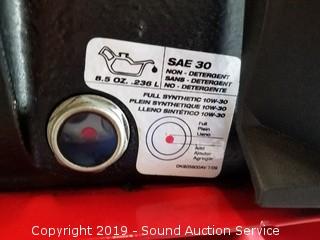 SAE 30
8.5 OZ. .236 L
NON - DETERGENT
SANS - DETERGENT
NO - DETERGENTE
FULL SYNTHETIC 10W-30
PLEIN SYNTHETIQUE 10W-30
LLENO SINTÉTICO 10W-30
Full
Plein
Lleno
Add
Ajouter
Agregar
Copyright 2019 - Sound Auction Service